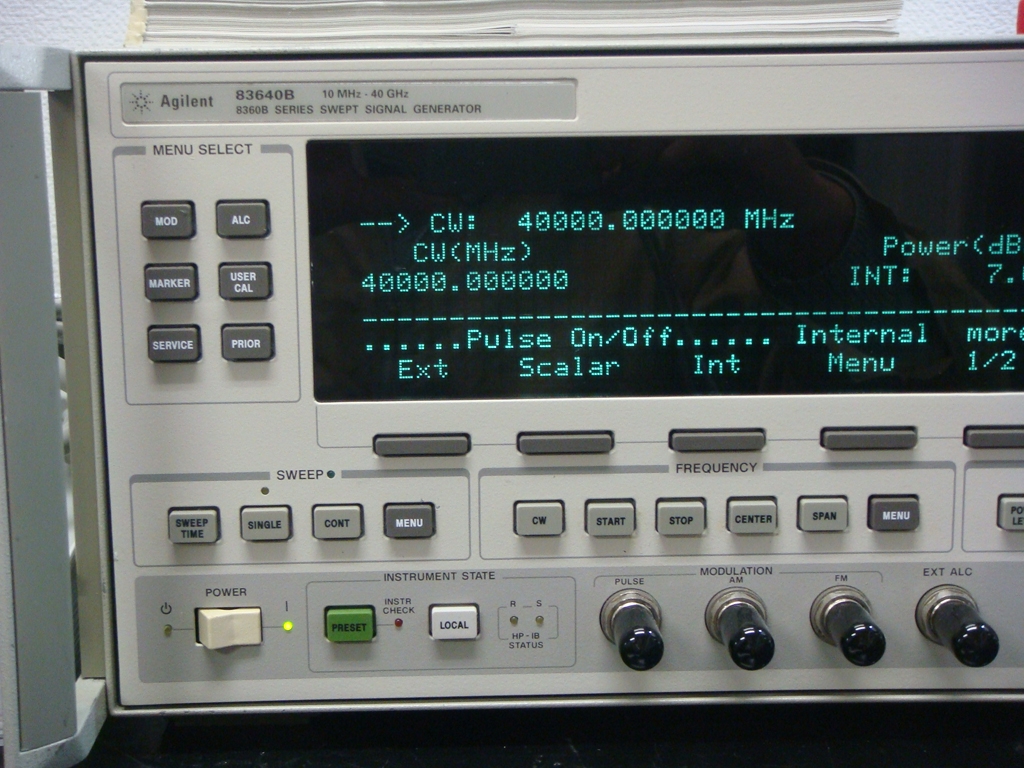 Agilent 83640B 10 MHz - 40 GHz
8360B SERIES SWEPT SIGNAL GENERATOR
MENU SELECT
MOD ALC
MARKER USER CAL
SERVICE PRIOR
--> CW: 40000.000000 MHz
CW(MHz) Power(dB
40000.000000 INT: 7.
......Pulse On/Off...... Internal more
Ext Scalar Int Menu 1/2
SWEEP FREQUENCY
SWEEP TIME SINGLE CONT MENU CW START STOP CENTER SPAN MENU
POWER INSTRUMENT STATE PULSE MODULATION AM FM EXT ALC
PRESET INSTR CHECK LOCAL R S
HP-IB STATUS